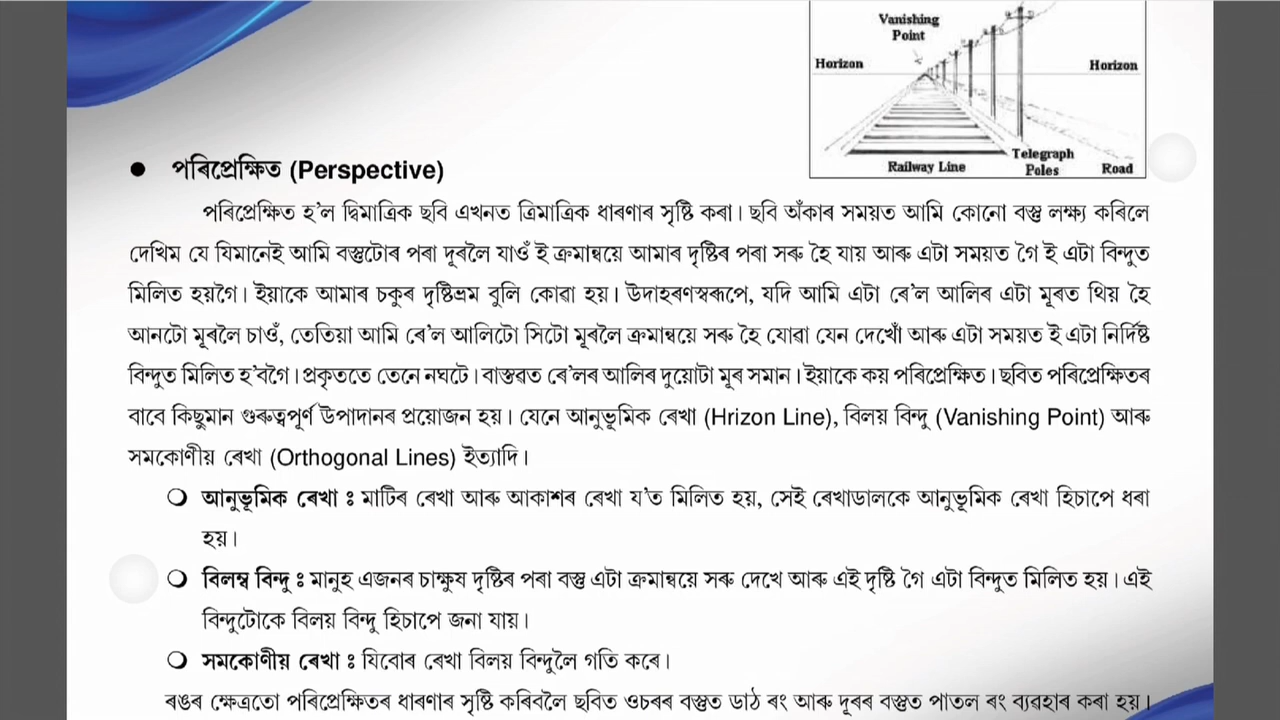 Vanishing
Point
Horizon
Horizon
Telegraph
Poles
Railway Line
Road
● পৰিপ্ৰেক্ষিত (Perspective)
পৰিপ্ৰেক্ষিত হ'ল দ্বিমাত্ৰিক ছবি এখনত ত্ৰিমাত্ৰিক ধাৰণাৰ সৃষ্টি কৰা। ছবি অঁকাৰ সময়ত আমি কোনো বস্তু লক্ষ্য কৰিলে
দেখিম যে যিমানেই আমি বস্তুটোৰ পৰা দূৰলৈ যাওঁ ই ক্ৰমান্বয়ে আমাৰ দৃষ্টিৰ পৰা সৰু হৈ যায় আৰু এটা সময়ত গৈ ই এটা বিন্দুত
মিলিত হয়গৈ। ইয়াকে আমাৰ চকুৰ দৃষ্টিভ্ৰম বুলি কোৱা হয়। উদাহৰণস্বৰূপে, যদি আমি এটা ৰে'ল আলিৰ এটা মূৰত থিয় হৈ
আনটো মূৰলৈ চাওঁ, তেতিয়া আমি ৰে'ল আলিটো সিটো মূৰলৈ ক্ৰমান্বয়ে সৰু হৈ যোৱা যেন দেখোঁ আৰু এটা সময়ত ই এটা নিৰ্দিষ্ট
বিন্দুত মিলিত হ'বগৈ। প্ৰকৃততে তেনে নঘটে। বাস্তৱত ৰে'লৰ আলিৰ দুয়োটা মূৰ সমান। ইয়াকে কয় পৰিপ্ৰেক্ষিত। ছবিত পৰিপ্ৰেক্ষিতৰ
বাবে কিছুমান গুৰুত্বপূৰ্ণ উপাদানৰ প্ৰয়োজন হয়। যেনে আনুভূমিক ৰেখা (Hrizon Line), বিলয় বিন্দু (Vanishing Point) আৰু
সমকোণীয় ৰেখা (Orthogonal Lines) ইত্যাদি।
❍ আনুভূমিক ৰেখা ঃ মাটিৰ ৰেখা আৰু আকাশৰ ৰেখা য'ত মিলিত হয়, সেই ৰেখাডালকে আনুভূমিক ৰেখা হিচাপে ধৰা
হয়।
❍ বিলম্ব বিন্দু ঃ মানুহ এজনৰ চাক্ষুষ দৃষ্টিৰ পৰা বস্তু এটা ক্ৰমান্বয়ে সৰু দেখে আৰু এই দৃষ্টি গৈ এটা বিন্দুত মিলিত হয়। এই
বিন্দুটোকে বিলয় বিন্দু হিচাপে জনা যায়।
❍ সমকোণীয় ৰেখা ঃ যিবোৰ ৰেখা বিলয় বিন্দুলৈ গতি কৰে।
ৰঙৰ ক্ষেত্ৰতো পৰিপ্ৰেক্ষিতৰ ধাৰণাৰ সৃষ্টি কৰিবলৈ ছবিত ওচৰৰ বস্তুত ডাঠ ৰং আৰু দূৰৰ বস্তুত পাতল ৰং ব্যৱহাৰ কৰা হয়।